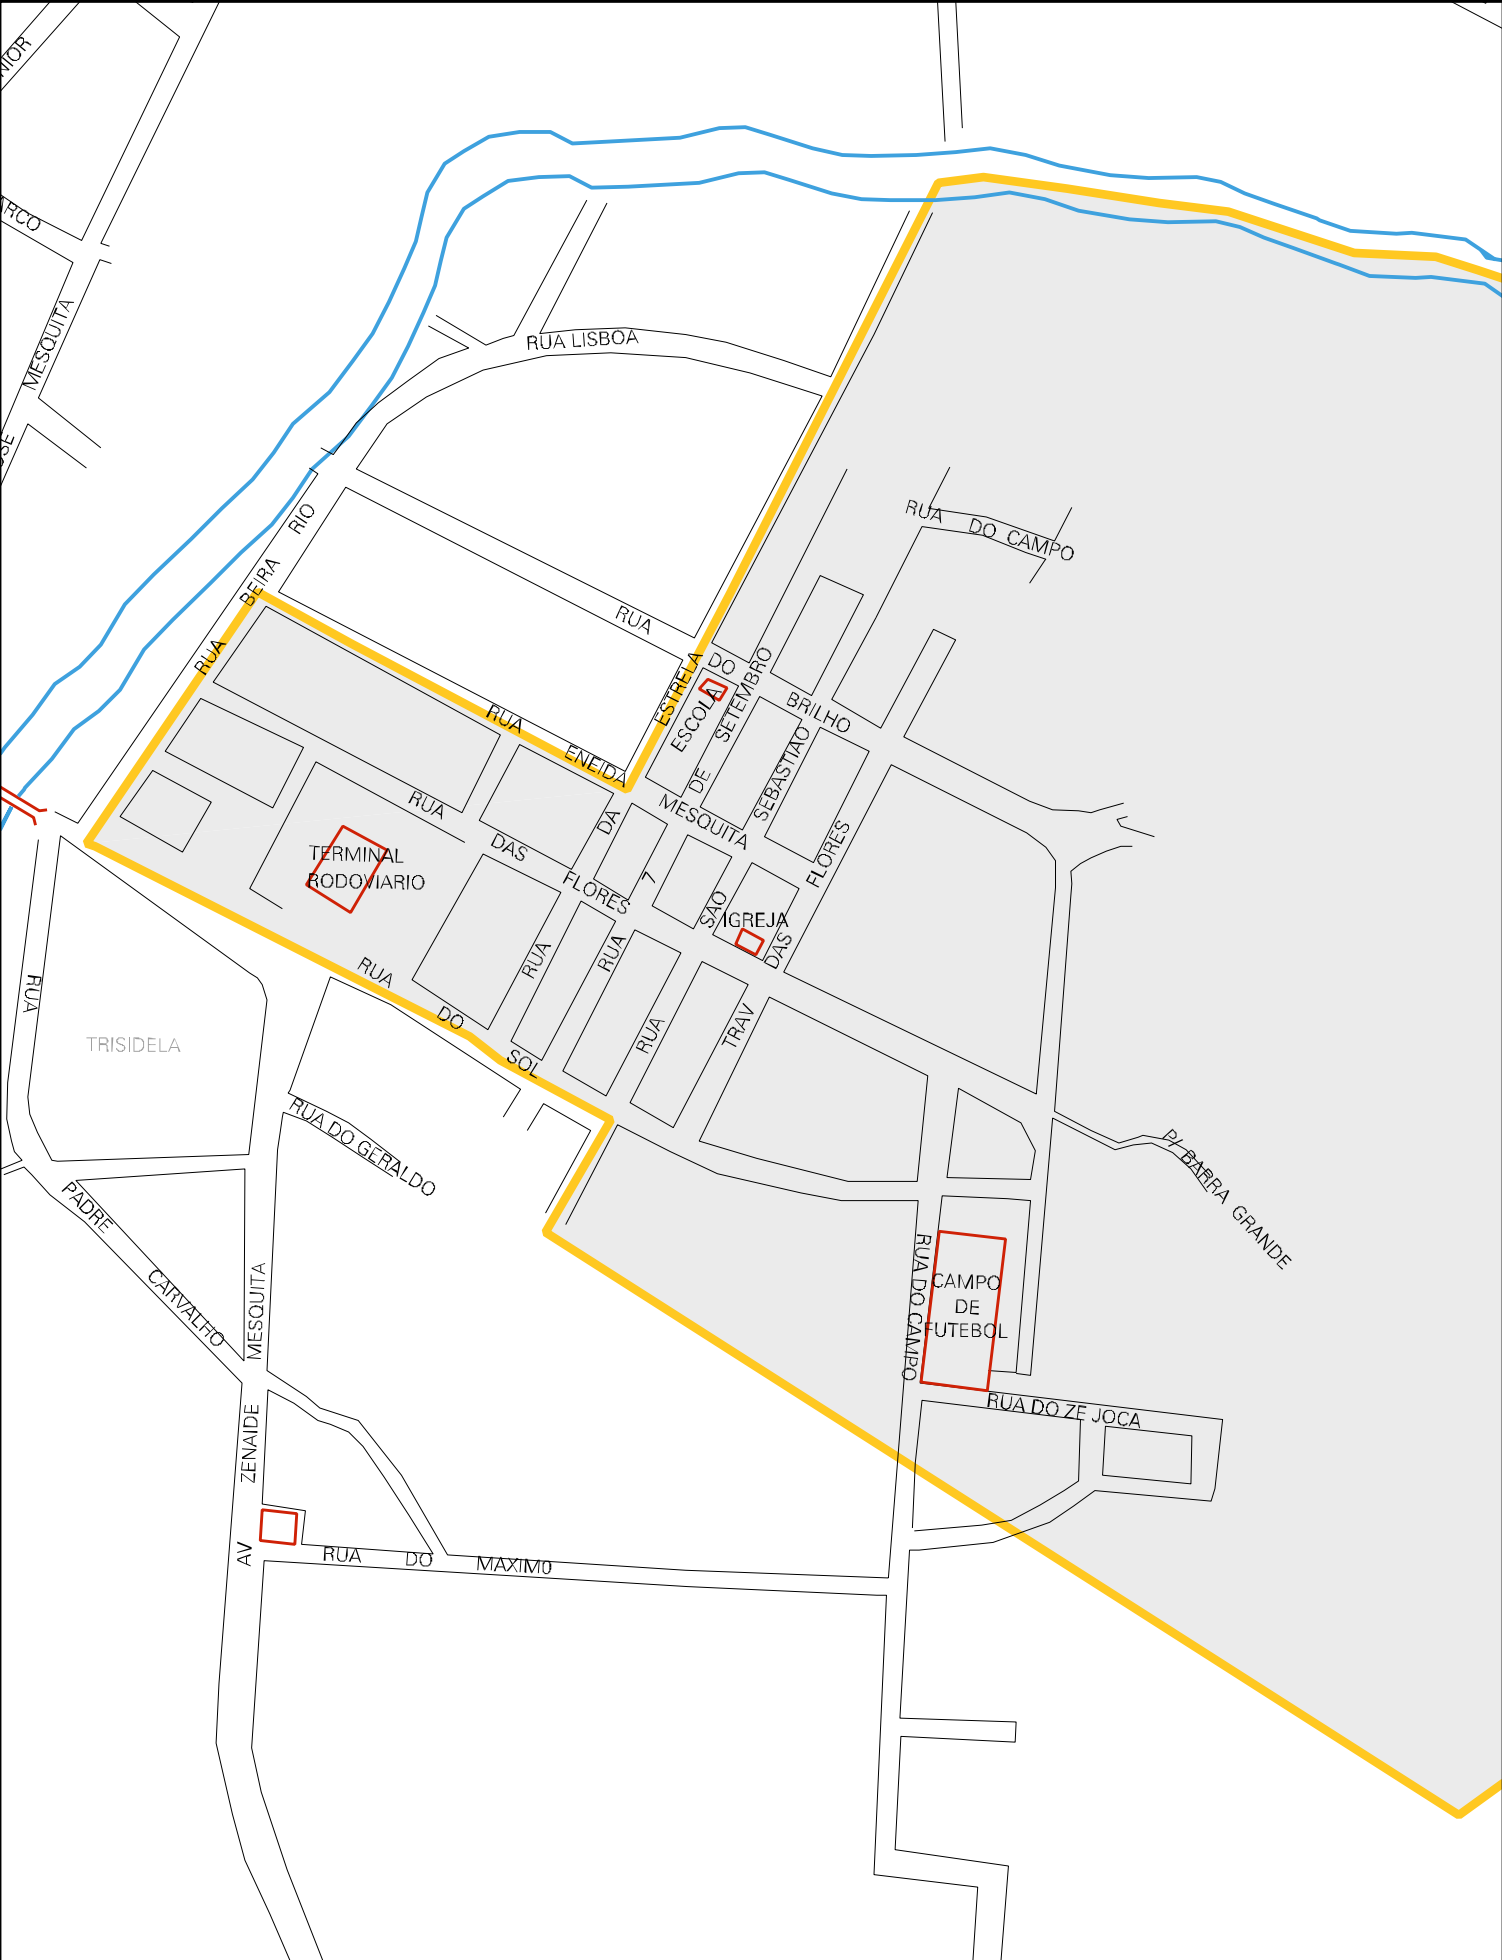 RUA LISBOA
MESQUITA
RUA DO CAMPO
RUA BEIRA RIO
RUA ESTRELA DO BRILHO
ESCOLA
RUA ENEIDA MESQUITA
RUA DAS FLORES
TERMINAL
RODOVIARIO
RUA DA ESTRELA
RUA 7 DE SETEMBRO
RUA SAO SEBASTIAO
TRAV DAS FLORES
IGREJA
RUA DO SOL
RUA
TRISIDELA
RUA DO GERALDO
PADRE CARVALHO
P/ BARRA GRANDE
RUA DO CAMPO
CAMPO
DE
FUTEBOL
RUA DO ZE JOCA
AV ZENAIDE MESQUITA
RUA DO MAXIM0